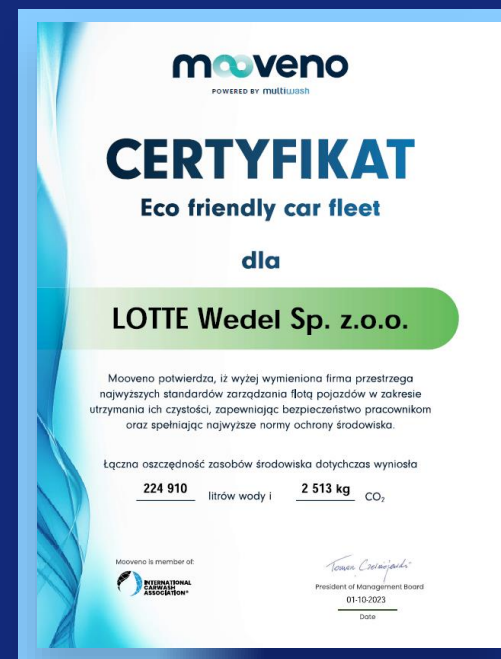 mooveno
POWERED BY multiwash
CERTYFIKAT
Eco friendly car fleet
dla
LOTTE Wedel Sp. z.o.o.
Mooveno potwierdza, iż wyżej wymieniona firma przestrzega
najwyższych standardów zarządzania flotą pojazdów w zakresie
utrzymania ich czystości, zapewniając bezpieczeństwo pracownikom
oraz spełniając najwyższe normy ochrony środowiska.
Łączna oszczędność zasobów środowiska dotychczas wyniosła
224 910 litrów wody i 2 513 kg CO₂
Mooveno is member of:
INTERNATIONAL
CARWASH
ASSOCIATION®
President of Management Board
01-10-2023
Date